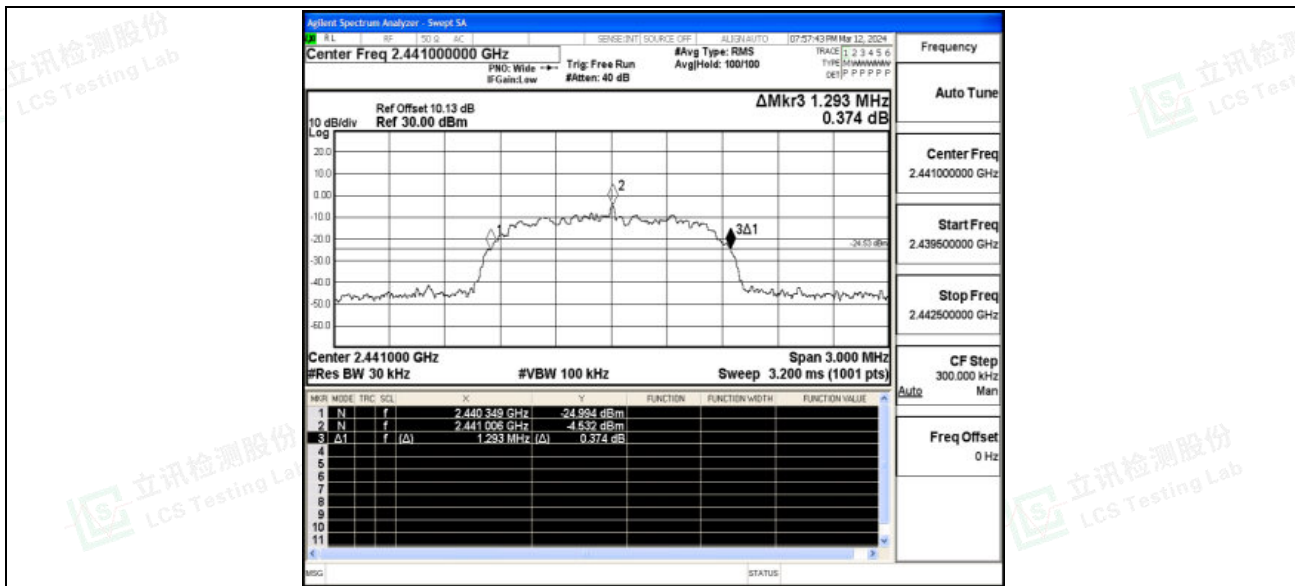 Agilent Spectrum Analyzer - Swept SA
RL RF 50 Ω AC SENSE:INT SOURCE OFF ALIGN AUTO 07:57:43 PM Mar 12, 2024
Center Freq 2.441000000 GHz
#Avg Type: RMS
TRACE 1 2 3 4 5 6
PNO: Wide
Trig: Free Run
Avg|Hold: 100/100
TYPE MWWWWW
IFGain:Low
#Atten: 40 dB
DET P P P P P P
Ref Offset 10.13 dB
ΔMkr3 1.293 MHz
10 dB/div Ref 30.00 dBm
0.374 dB
Log
20.0
10.0
0.00
-10.0
-20.0
-30.0
-40.0
-50.0
-60.0
2
1
3Δ1
-24.53 dBm
Center 2.441000 GHz
Span 3.000 MHz
#Res BW 30 kHz
#VBW 100 kHz
Sweep 3.200 ms (1001 pts)
MKR MODE TRC SCL X Y FUNCTION FUNCTION WIDTH FUNCTION VALUE
1 N f 2.440 349 GHz -24.994 dBm
2 N f 2.441 006 GHz -4.532 dBm
3 Δ1 f (Δ) 1.293 MHz (Δ) 0.374 dB
4
5
6
7
8
9
10
11
MSG
STATUS
Frequency
Auto Tune
Center Freq
2.441000000 GHz
Start Freq
2.439500000 GHz
Stop Freq
2.442500000 GHz
CF Step
300.000 kHz
Auto Man
Freq Offset
0 Hz
立讯检测股份
LCS Testing Lab
立讯检测
LCS Test
立讯检测股份
LCS Testing Lab
立讯检测股份
LCS Testing Lab